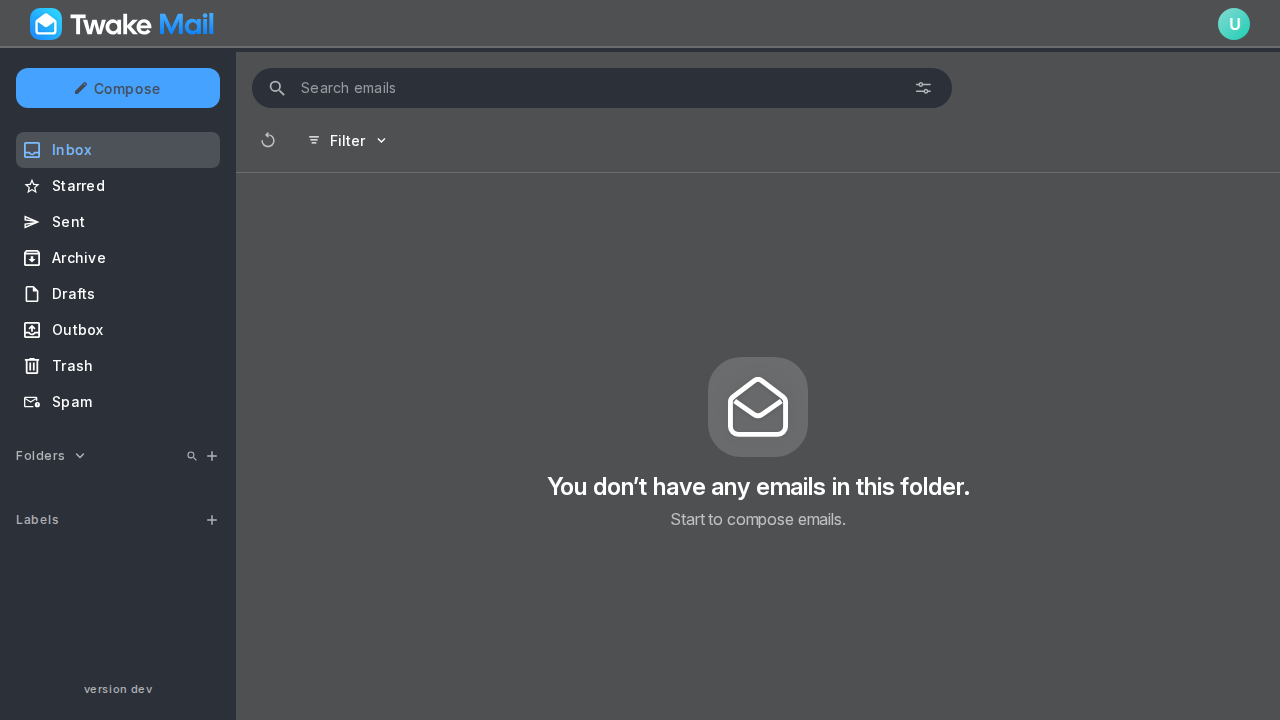 Twake Mail
U
Compose
Search emails
Inbox
Filter
Starred
Sent
Archive
Drafts
Outbox
Trash
Spam
Folders
You don’t have any emails in this folder.
Start to compose emails.
Labels
version dev